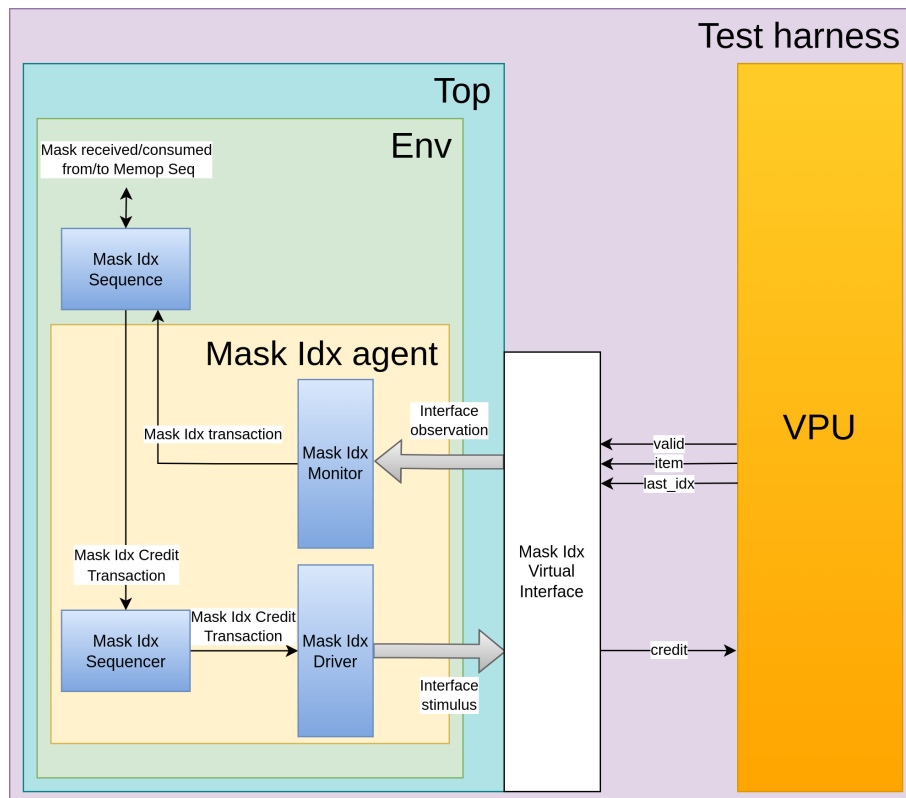 Test harness
Top
Env
Mask received/consumed
from/to Memop Seq
Mask Idx
Sequence
Mask Idx agent
Mask Idx transaction
Mask Idx
Monitor
Interface
observation
valid
item
last_idx
VPU
Mask Idx
Virtual
Interface
Mask Idx Credit
Transaction
Mask Idx
Sequencer
Mask Idx Credit
Transaction
Mask Idx
Driver
Interface
stimulus
credit